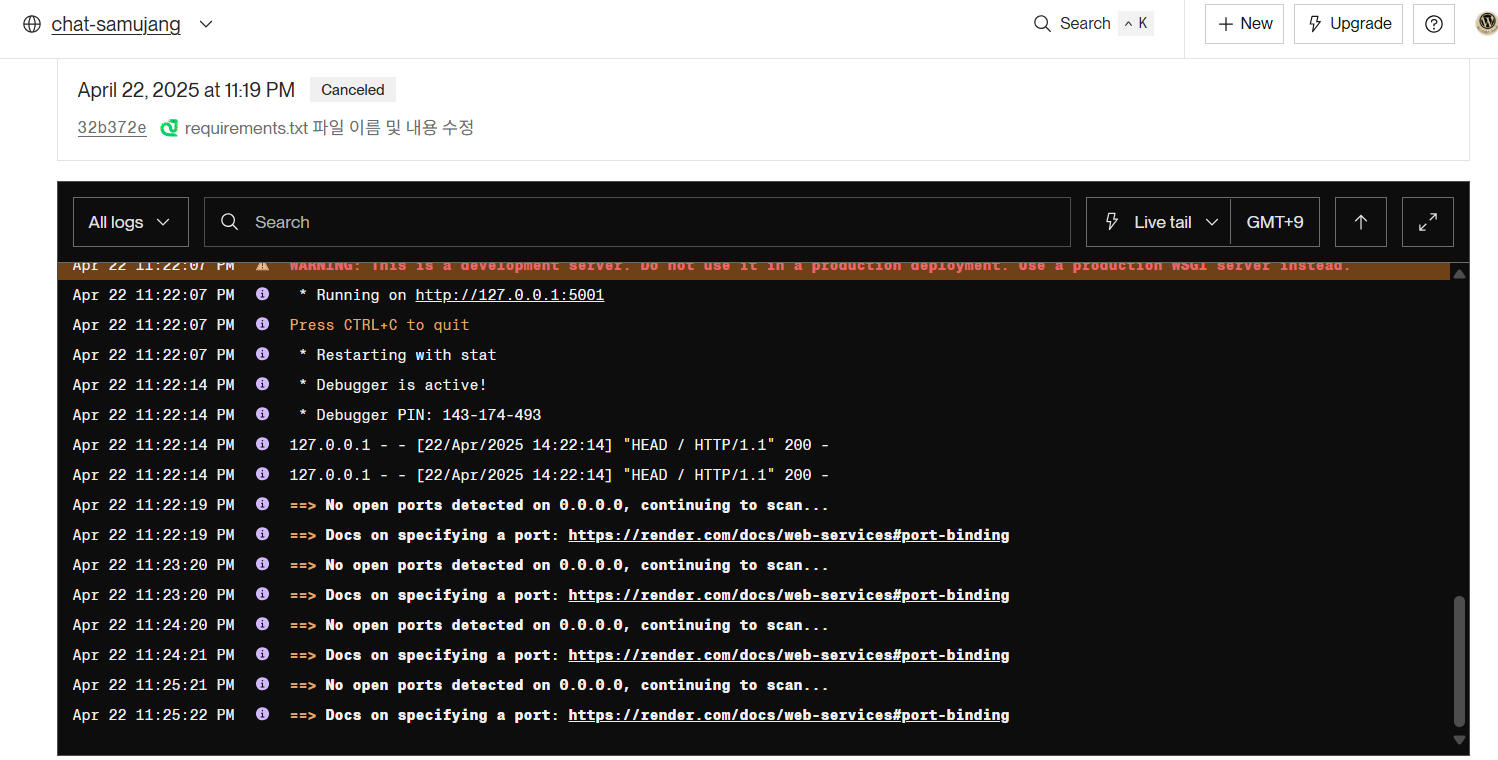 chat-samujang
Search ^ K
New
Upgrade
April 22, 2025 at 11:19 PM Canceled
32b372e requirements.txt 파일 이름 및 내용 수정
All logs
Search
Live tail
GMT+9
Apr 22 11:22:07 PM WARNING: This is a development server. Do not use it in a production deployment. Use a production WSGI server instead.
Apr 22 11:22:07 PM * Running on http://127.0.0.1:5001
Apr 22 11:22:07 PM Press CTRL+C to quit
Apr 22 11:22:07 PM * Restarting with stat
Apr 22 11:22:14 PM * Debugger is active!
Apr 22 11:22:14 PM * Debugger PIN: 143-174-493
Apr 22 11:22:14 PM 127.0.0.1 - - [22/Apr/2025 14:22:14] "HEAD / HTTP/1.1" 200 -
Apr 22 11:22:14 PM 127.0.0.1 - - [22/Apr/2025 14:22:14] "HEAD / HTTP/1.1" 200 -
Apr 22 11:22:19 PM ==> No open ports detected on 0.0.0.0, continuing to scan...
Apr 22 11:22:19 PM ==> Docs on specifying a port: https://render.com/docs/web-services#port-binding
Apr 22 11:23:20 PM ==> No open ports detected on 0.0.0.0, continuing to scan...
Apr 22 11:23:20 PM ==> Docs on specifying a port: https://render.com/docs/web-services#port-binding
Apr 22 11:24:20 PM ==> No open ports detected on 0.0.0.0, continuing to scan...
Apr 22 11:24:21 PM ==> Docs on specifying a port: https://render.com/docs/web-services#port-binding
Apr 22 11:25:21 PM ==> No open ports detected on 0.0.0.0, continuing to scan...
Apr 22 11:25:22 PM ==> Docs on specifying a port: https://render.com/docs/web-services#port-binding